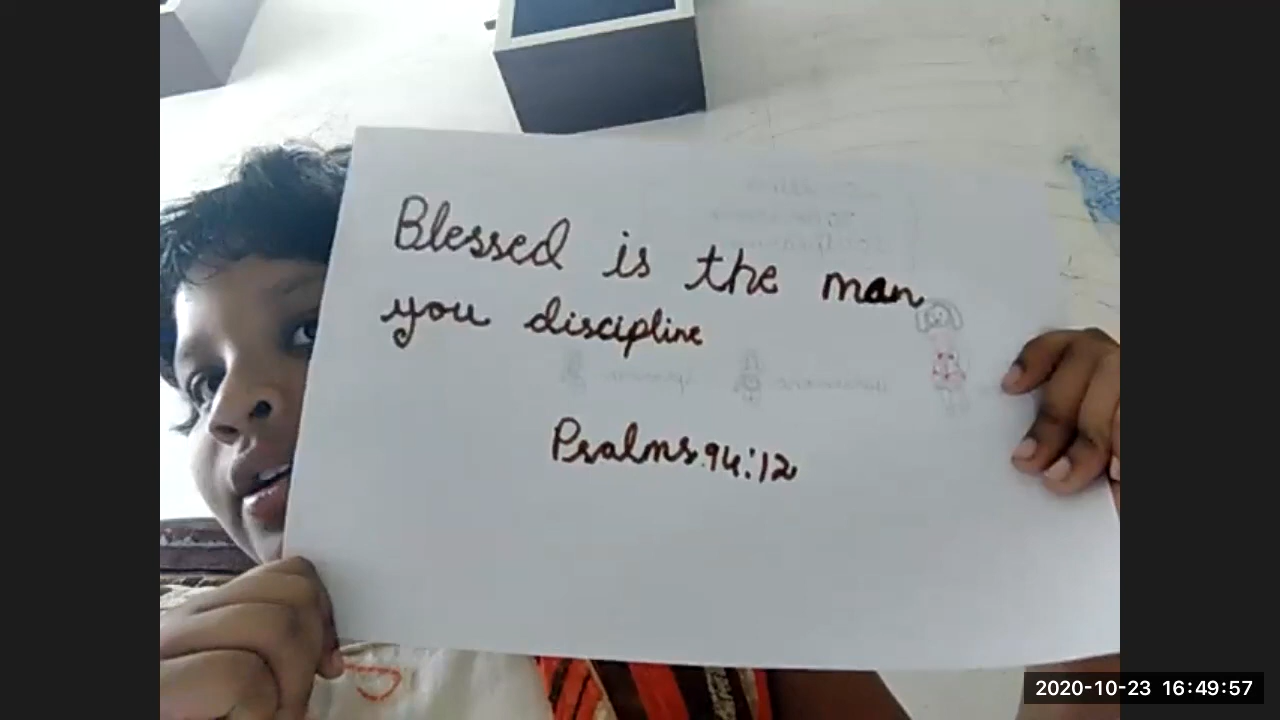 Blessed is the man
you discipline
Psalms.94:12
2020-10-23 16:49:57